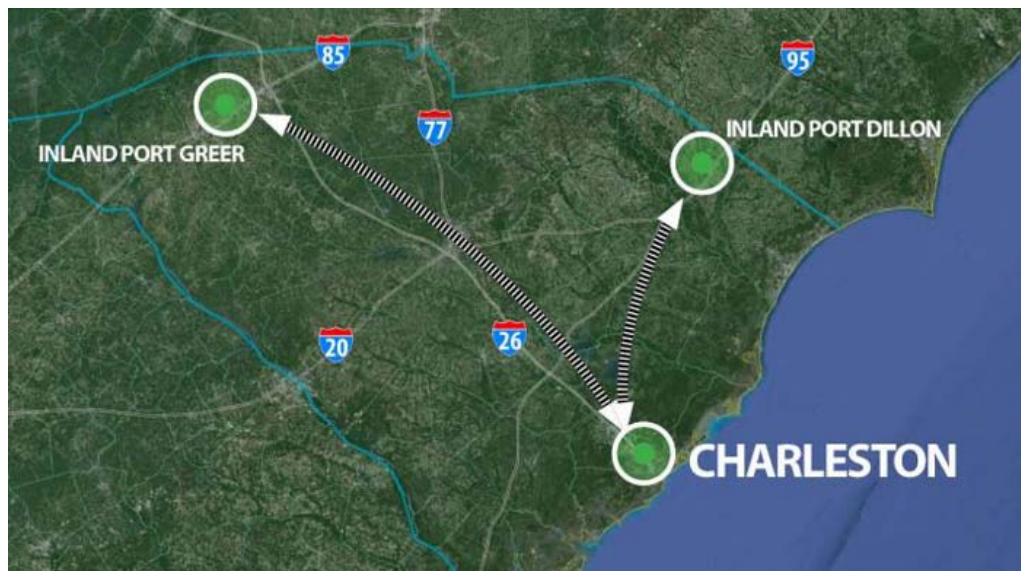 85
95
77
INLAND PORT DILLON
INLAND PORT GREER
26
20
CHARLESTON